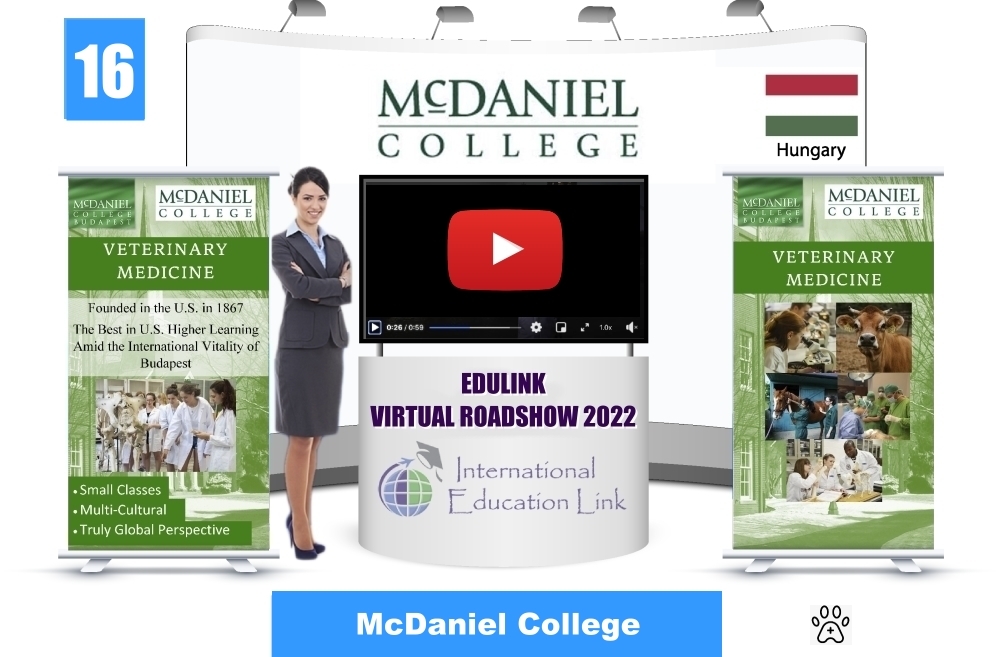 16
McDANIEL
COLLEGE
Hungary
McDANIEL
COLLEGE
BUDAPEST
McDANIEL
COLLEGE
VETERINARY
MEDICINE
Founded in the U.S. in 1867
The Best in U.S. Higher Learning
Amid the International Vitality of
Budapest
• Small Classes
• Multi-Cultural
• Truly Global Perspective
0:26 / 0:59
1.0x
EDULINK
VIRTUAL ROADSHOW 2022
International
Education Link
McDANIEL
COLLEGE
BUDAPEST
McDANIEL
COLLEGE
VETERINARY
MEDICINE
McDaniel College